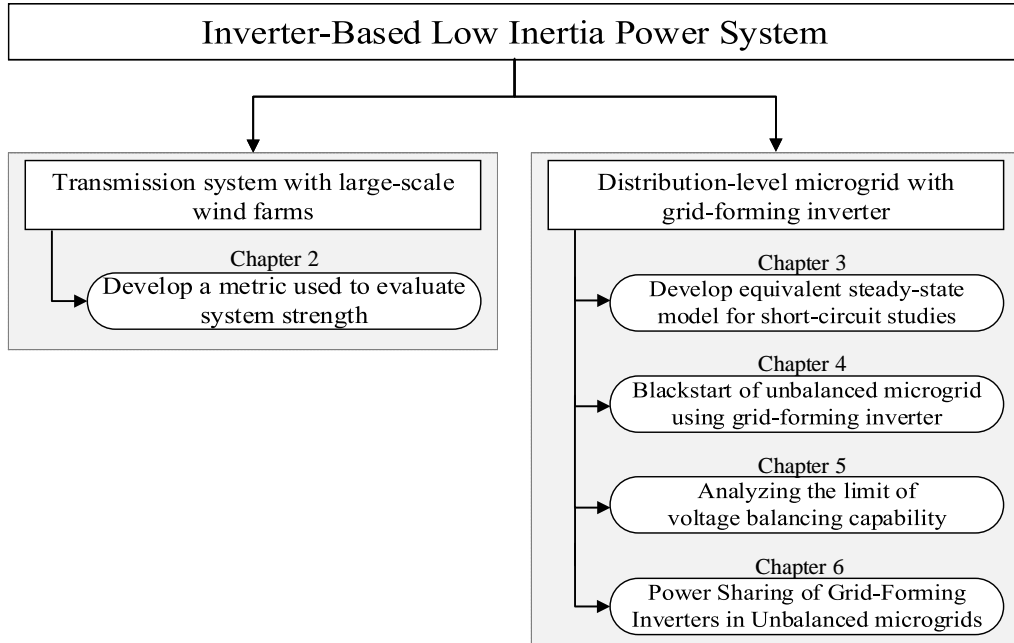 Inverter-Based Low Inertia Power System
Transmission system with large-scale
wind farms
Chapter 2
Develop a metric used to evaluate
system strength
Distribution-level microgrid with
grid-forming inverter
Chapter 3
Develop equivalent steady-state
model for short-circuit studies
Chapter 4
Blackstart of unbalanced microgrid
using grid-forming inverter
Chapter 5
Analyzing the limit of
voltage balancing capability
Chapter 6
Power Sharing of Grid-Forming
Inverters in Unbalanced microgrids